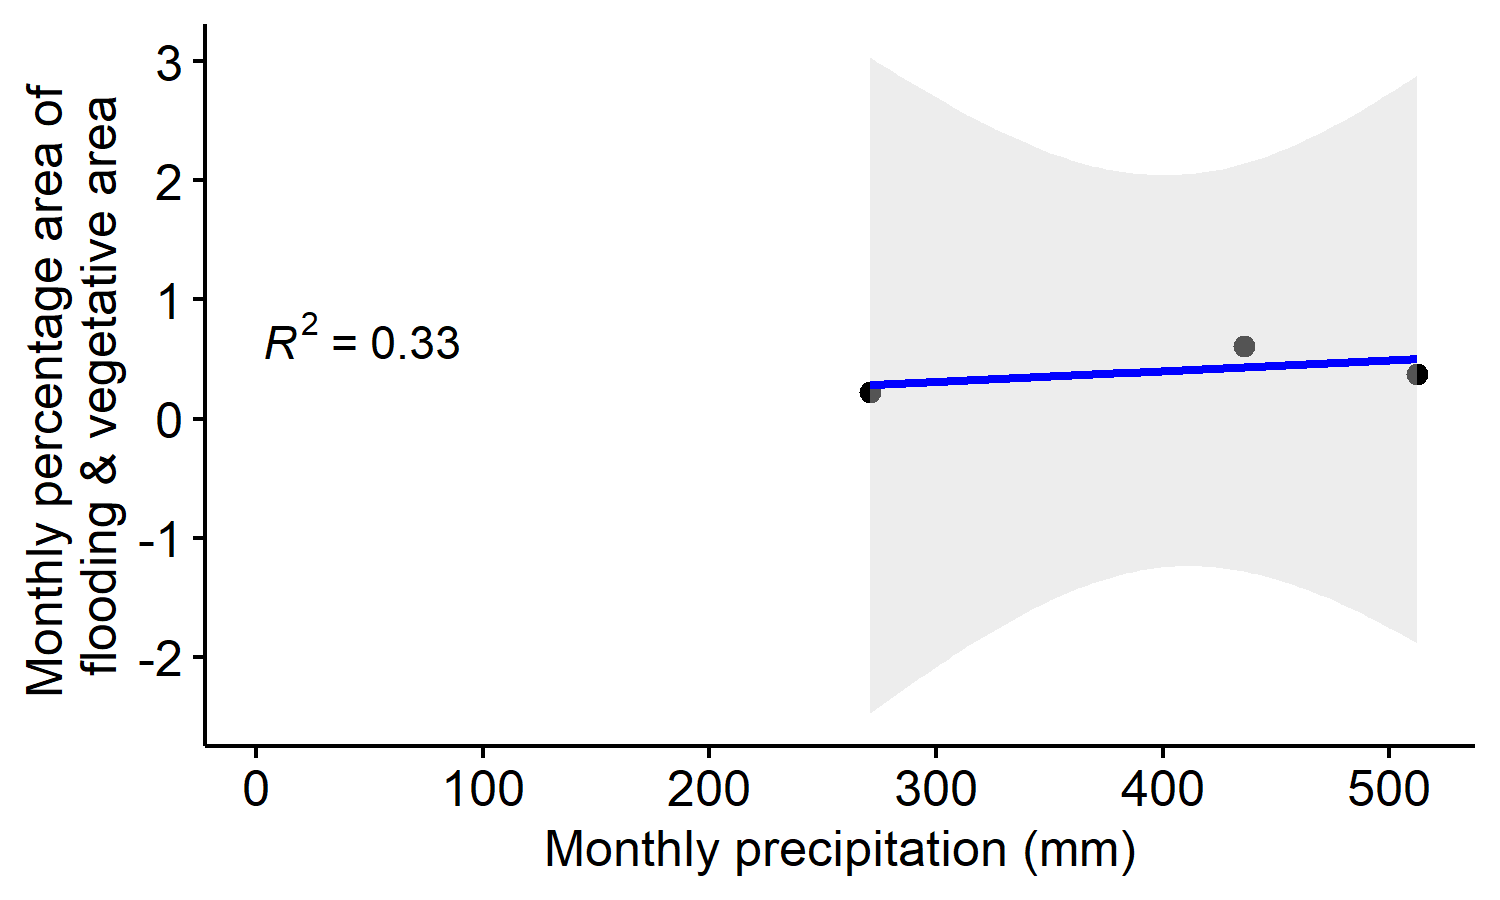 Monthly percentage area of
flooding & vegetative area
3
2
1
0
-1
-2
R² = 0.33
0 100 200 300 400 500
Monthly precipitation (mm)